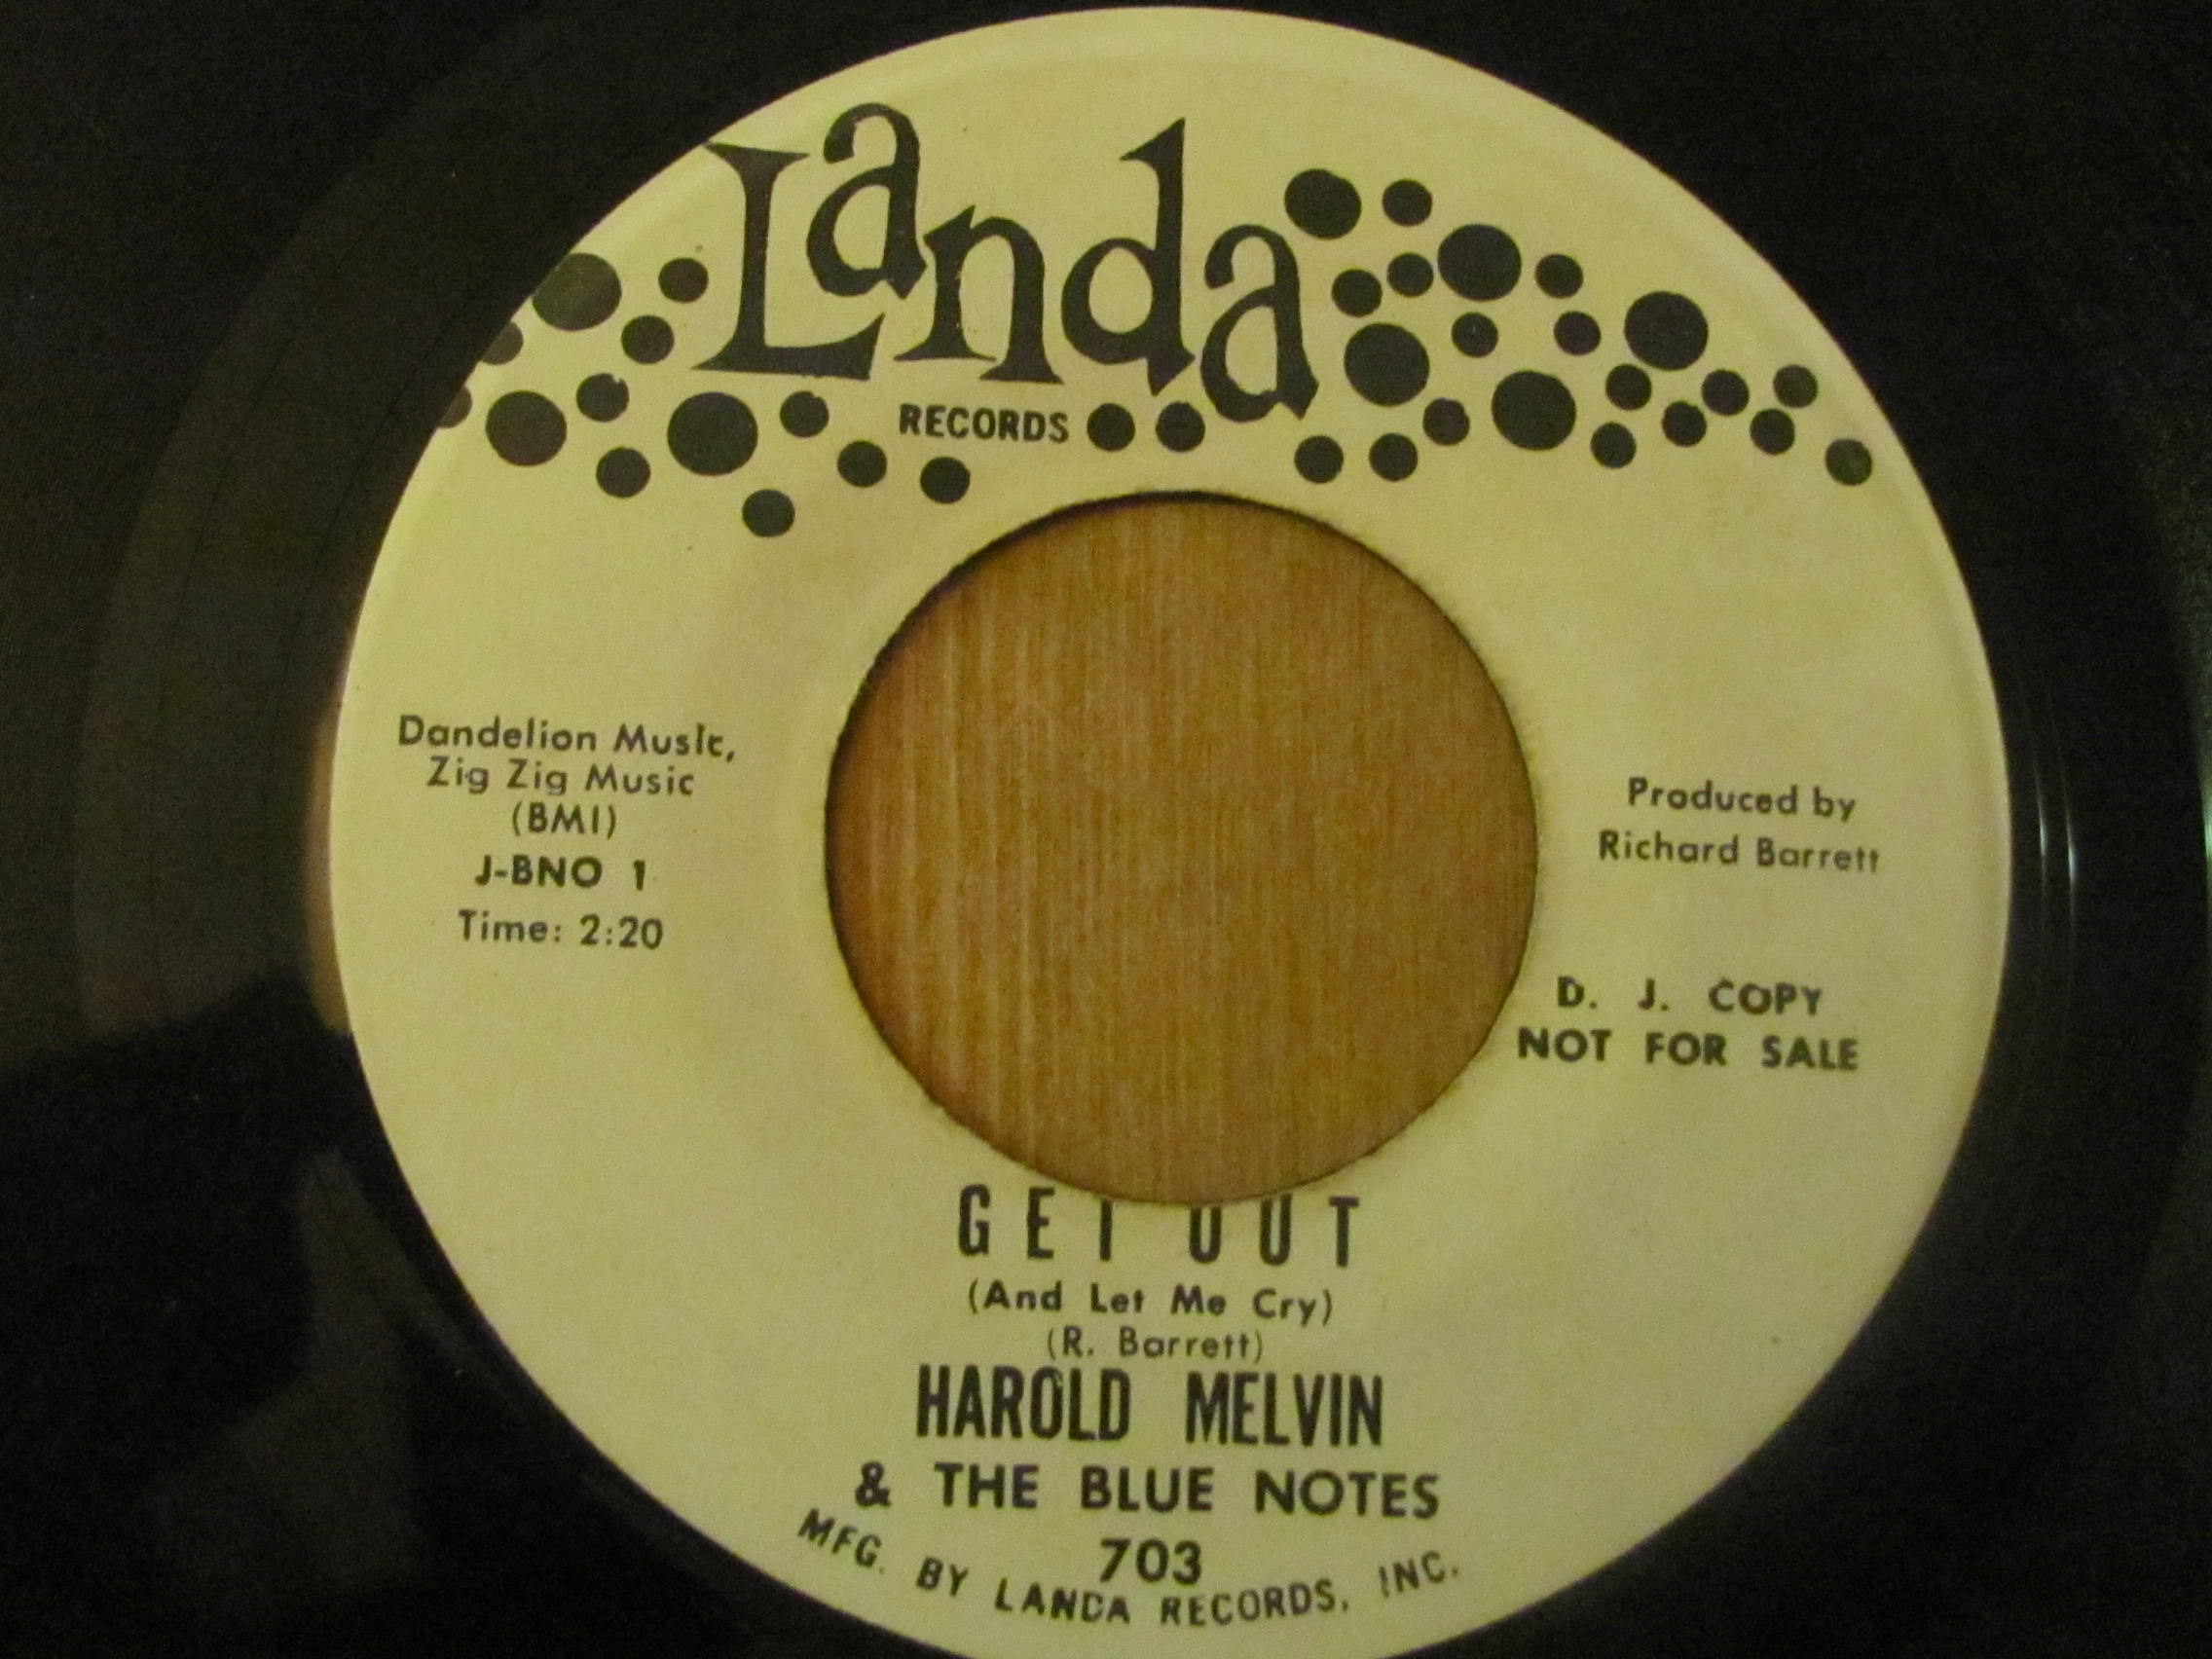 Landa
RECORDS
Dandelion Music,
Zig Zig Music
(BMI)
J-BNO 1
Time: 2:20
Produced by
Richard Barrett
D. J. COPY
NOT FOR SALE
GET OUT
(And Let Me Cry)
(R. Barrett)
HAROLD MELVIN
& THE BLUE NOTES
703
MFG. BY LANDA RECORDS, INC.